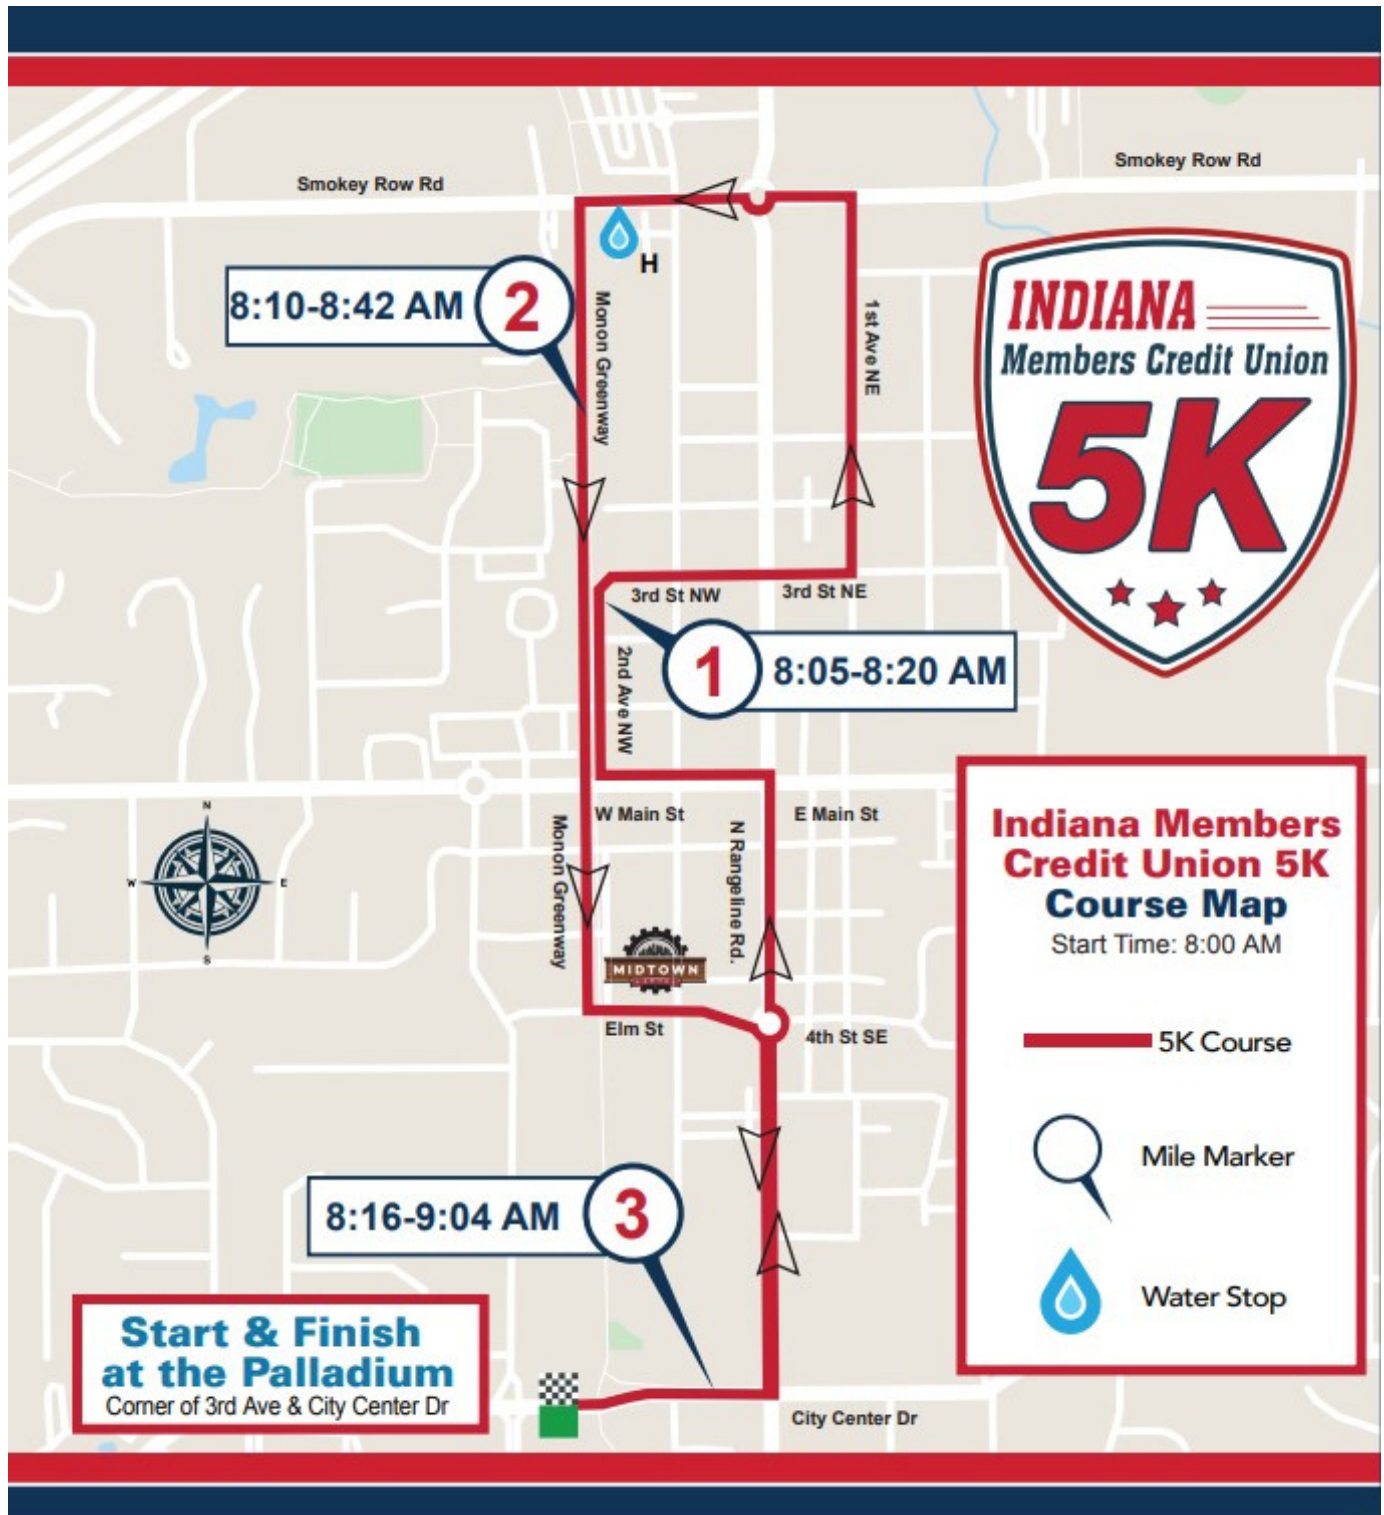 Smokey Row Rd
Smokey Row Rd
H
8:10-8:42 AM
2
Monon Greenway
1st Ave NE
INDIANA
Members Credit Union
5K
3rd St NW
3rd St NE
1
8:05-8:20 AM
2nd Ave NW
W Main St
E Main St
N
W
E
S
Monon Greenway
N Rangeline Rd.
MIDTOWN
Elm St
4th St SE
Indiana Members
Credit Union 5K
Course Map
Start Time: 8:00 AM
5K Course
Mile Marker
Water Stop
8:16-9:04 AM
3
Start & Finish
at the Palladium
Corner of 3rd Ave & City Center Dr
City Center Dr